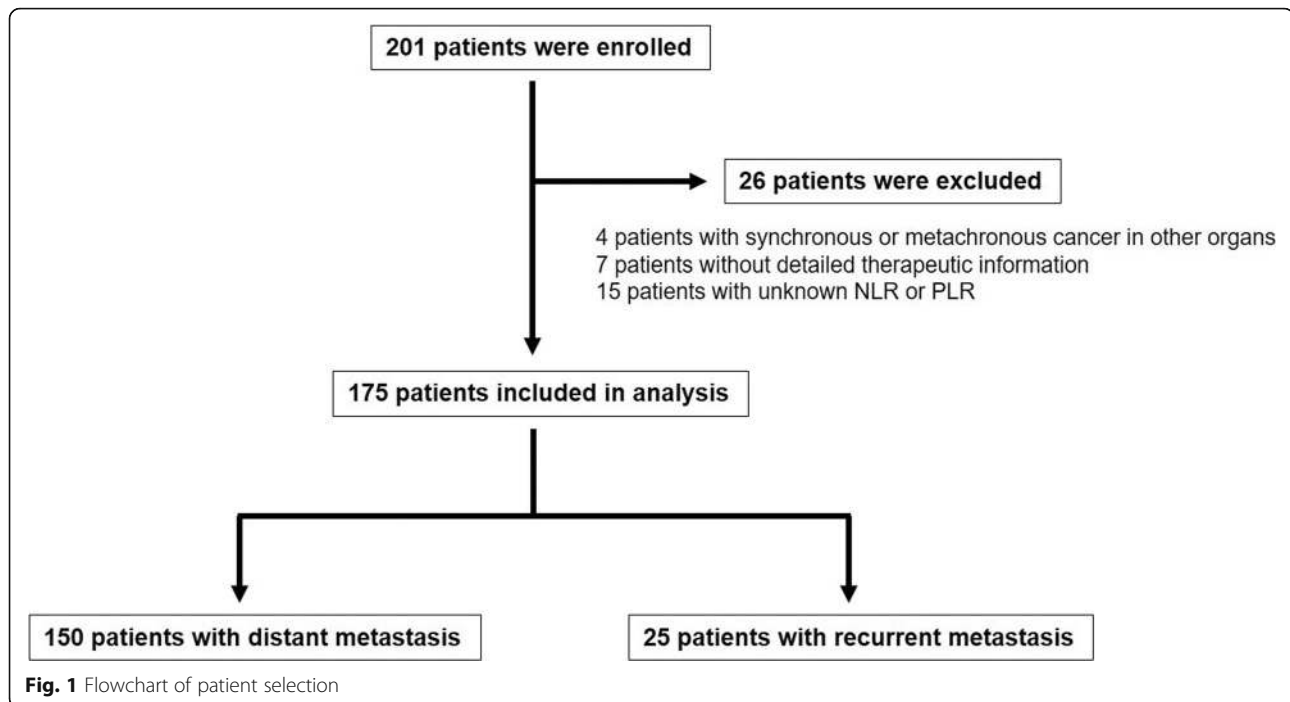 201 patients were enrolled
26 patients were excluded
4 patients with synchronous or metachronous cancer in other organs
7 patients without detailed therapeutic information
15 patients with unknown NLR or PLR
175 patients included in analysis
150 patients with distant metastasis
25 patients with recurrent metastasis
Fig. 1 Flowchart of patient selection